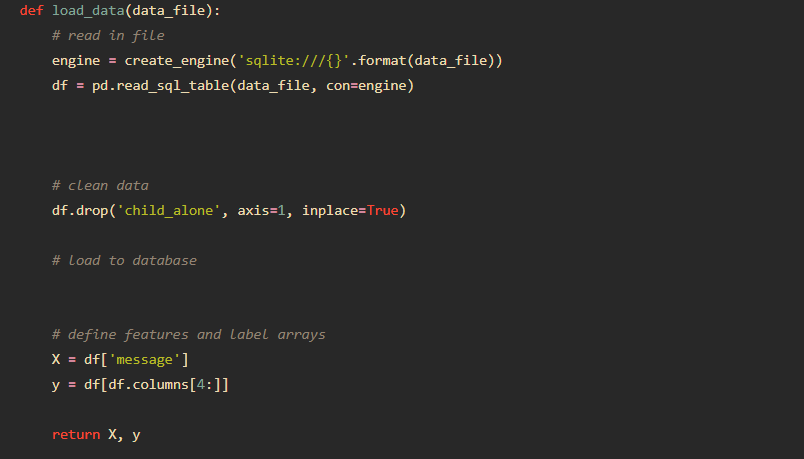 def load_data(data_file):
    # read in file
    engine = create_engine('sqlite:///{}'.format(data_file))
    df = pd.read_sql_table(data_file, con=engine)
    # clean data
    df.drop('child_alone', axis=1, inplace=True)
    # load to database
    # define features and label arrays
    X = df['message']
    y = df[df.columns[4:]]
    return X, y